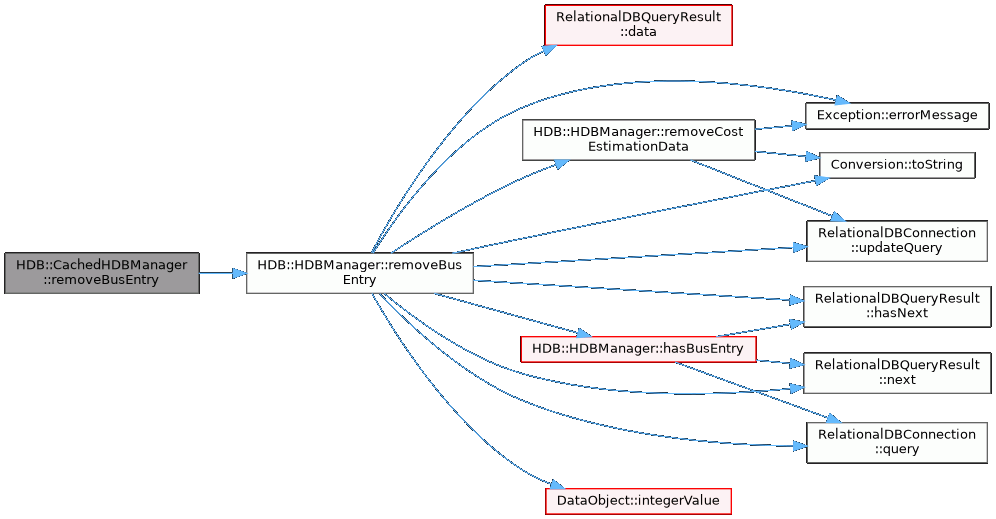 RelationalDBQueryResult
::data
Exception::errorMessage
HDB::HDBManager::removeCost
EstimationData
Conversion::toString
RelationalDBConnection
::updateQuery
HDB::CachedHDBManager
::removeBusEntry
HDB::HDBManager::removeBus
Entry
RelationalDBQueryResult
::hasNext
HDB::HDBManager::hasBusEntry
RelationalDBQueryResult
::next
RelationalDBConnection
::query
DataObject::integerValue